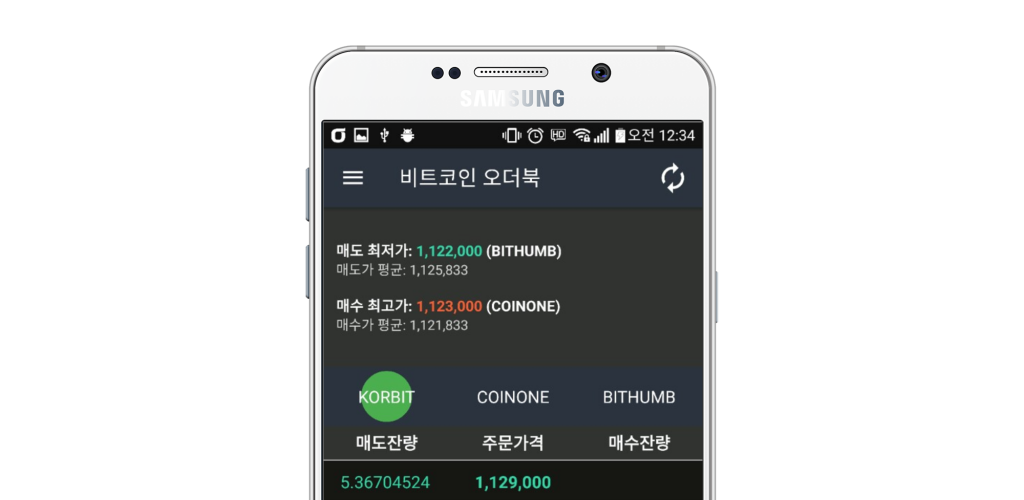 SAMSUNG
HD
오전 12:34
비트코인 오더북
매도 최저가: 1,122,000 (BITHUMB)
매도가 평균: 1,125,833
매수 최고가: 1,123,000 (COINONE)
매수가 평균: 1,121,833
KORBIT COINONE BITHUMB
매도잔량 주문가격 매수잔량
5.36704524 1,129,000